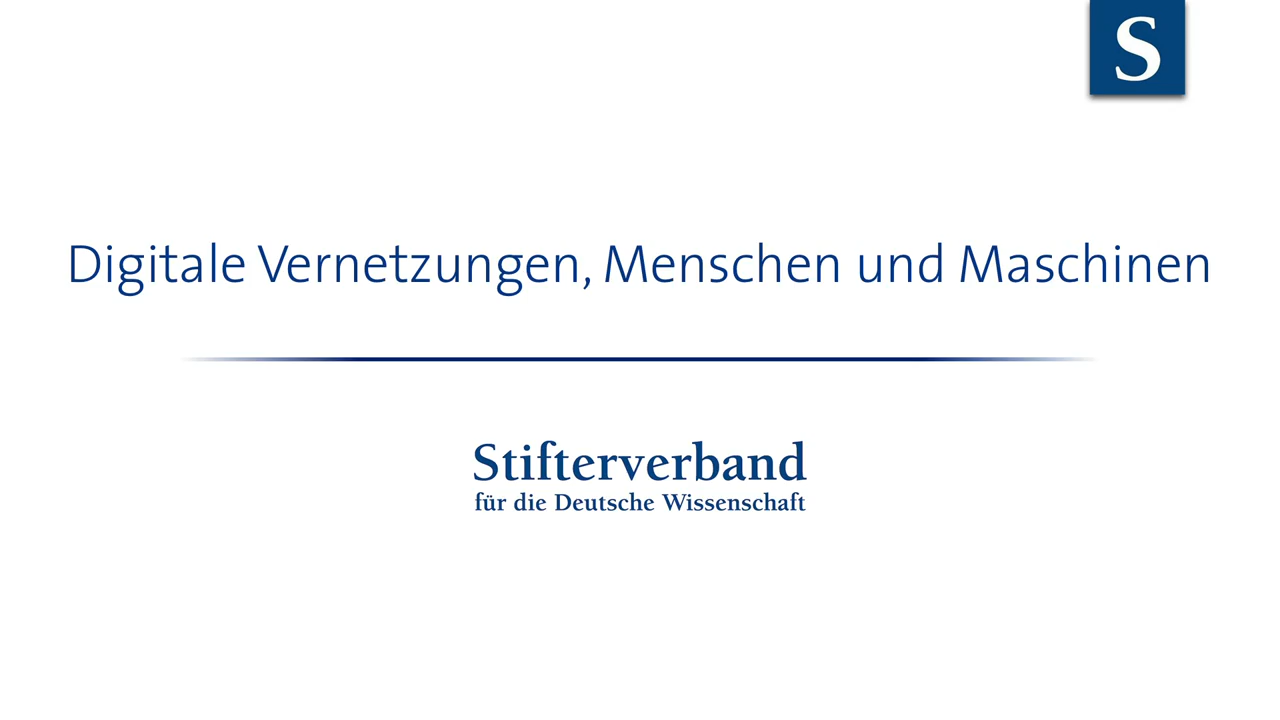 S
Digitale Vernetzungen, Menschen und Maschinen
Stifterverband
für die Deutsche Wissenschaft